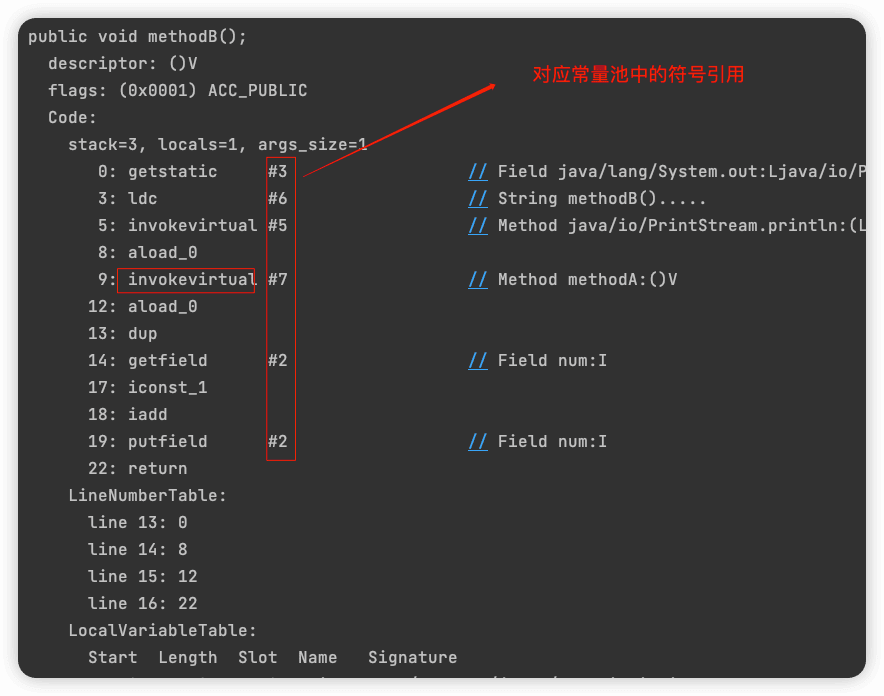 public void methodB();
descriptor: ()V
对应常量池中的符号引用
flags: (0x0001) ACC_PUBLIC
Code:
stack=3, locals=1, args_size=1
0: getstatic #3 // Field java/lang/System.out:Ljava/io/P
3: ldc #6 // String methodB().....
5: invokevirtual #5 // Method java/io/PrintStream.println:(L
8: aload_0
9: invokevirtual #7 // Method methodA:()V
12: aload_0
13: dup
14: getfield #2 // Field num:I
17: iconst_1
18: iadd
19: putfield #2 // Field num:I
22: return
LineNumberTable:
line 13: 0
line 14: 8
line 15: 12
line 16: 22
LocalVariableTable:
Start Length Slot Name Signature